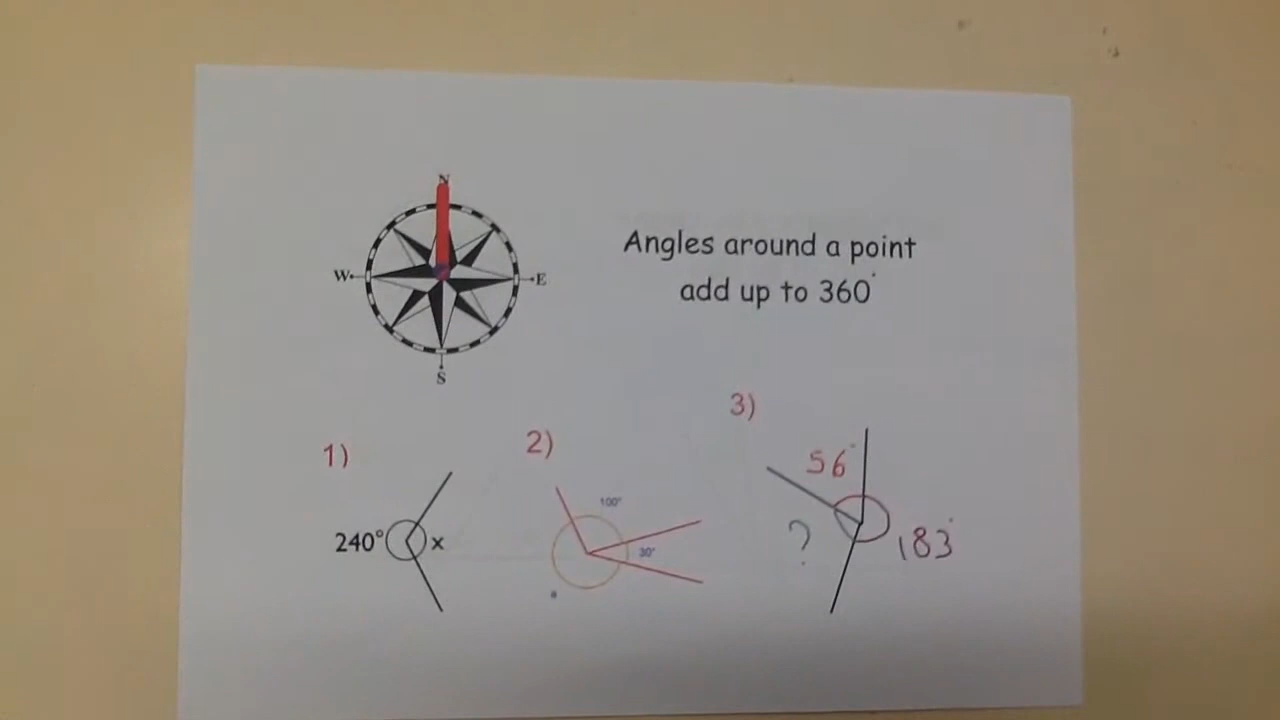 N
W
E
S
Angles around a point
add up to 360°
1)
240°
x
2)
100°
30°
3)
56°
?
183°